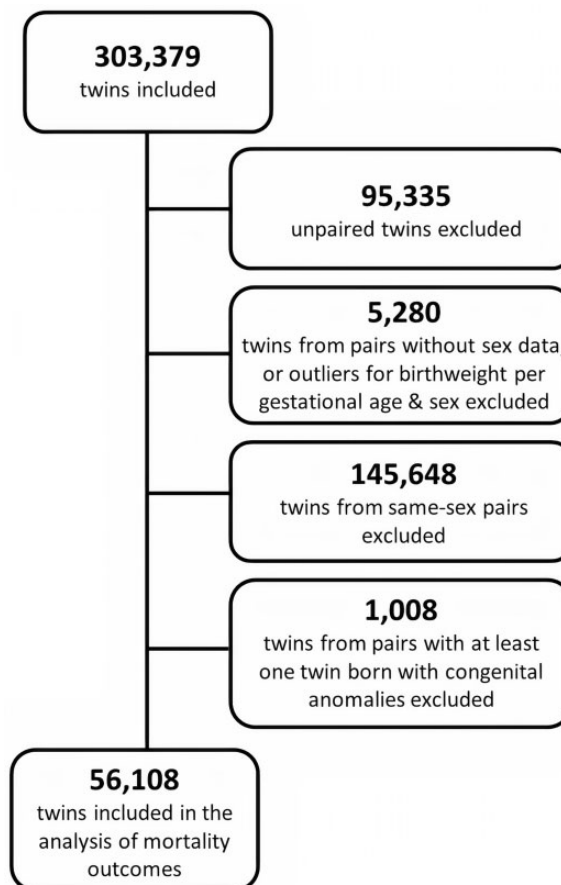 303,379
twins included
95,335
unpaired twins excluded
5,280
twins from pairs without sex data,
or outliers for birthweight per
gestational age & sex excluded
145,648
twins from same-sex pairs
excluded
1,008
twins from pairs with at least
one twin born with congenital
anomalies excluded
56,108
twins included in the
analysis of mortality
outcomes